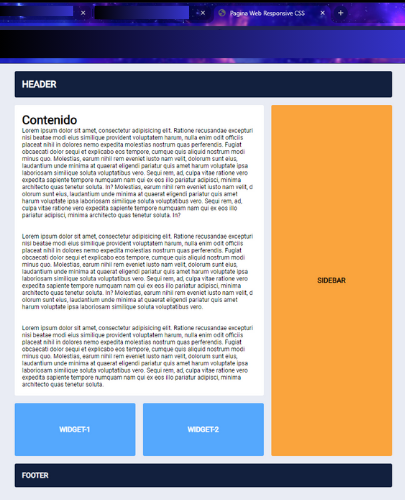 Pagina Web Responsive CSS
HEADER
Contenido
Lorem ipsum dolor sit amet, consectetur adipisicing elit. Ratione recusandae excepturi
nisi beatae modi eius similique provident voluptatem harum, nulla enim odit officiis
placeat nihil in dolores nemo expedita molestias nostrum quas perferendis. Fugiat
obcaecati dolor sequi et explicabo eos tempore, cumque quis aliquid nostrum modi
minus quo. Molestias, earum nihil rem eveniet iusto nam velit, dolorum sunt eius,
laudantium unde minima at quaerat eligendi pariatur quis amet harum voluptate ipsa
laboriosam similique soluta voluptatibus vero. Sequi rem, ad, culpa vitae ratione vero
expedita sapiente tempore numquam nam qui ex eos illo pariatur adipisci, minima
architecto quas tenetur soluta. In? Molestias, earum nihil rem eveniet iusto nam velit, d
olorum sunt eius, laudantium unde minima at quaerat eligendi pariatur quis amet
harum voluptate ipsa laboriosam similique soluta voluptatibus vero. Sequi rem, ad,
culpa vitae ratione vero expedita sapiente tempore numquam nam qui ex eos illo
pariatur adipisci, minima architecto quas tenetur soluta. In?
Lorem ipsum dolor sit amet, consectetur adipisicing elit. Ratione recusandae excepturi
nisi beatae modi eius similique provident voluptatem harum, nulla enim odit officiis
placeat nihil in dolores nemo expedita molestias nostrum quas perferendis. Fugiat
obcaecati dolor sequi et explicabo eos tempore, cumque quis aliquid nostrum modi
minus quo. Molestias, earum nihil rem eveniet iusto nam velit, dolorum sunt eius,
laudantium unde minima at quaerat eligendi pariatur quis amet harum voluptate ipsa
laboriosam similique soluta voluptatibus vero. Sequi rem, ad, culpa vitae ratione vero
expedita sapiente tempore numquam nam qui ex eos illo pariatur adipisci, minima
architecto quas tenetur soluta. In? Molestias, earum nihil rem eveniet iusto nam velit, d
olorum sunt eius, laudantium unde minima at quaerat eligendi pariatur quis amet
harum voluptate ipsa laboriosam similique soluta voluptatibus vero.
Lorem ipsum dolor sit amet, consectetur adipisicing elit. Ratione recusandae excepturi
nisi beatae modi eius similique provident voluptatem harum, nulla enim odit officiis
placeat nihil in dolores nemo expedita molestias nostrum quas perferendis. Fugiat
obcaecati dolor sequi et explicabo eos tempore, cumque quis aliquid nostrum modi
minus quo. Molestias, earum nihil rem eveniet iusto nam velit, dolorum sunt eius,
laudantium unde minima at quaerat eligendi pariatur quis amet harum voluptate ipsa
laboriosam similique soluta voluptatibus vero. Sequi rem, ad, culpa vitae ratione vero
expedita sapiente tempore numquam nam qui ex eos illo pariatur adipisci, minima
architecto quas tenetur soluta.
SIDEBAR
WIDGET-1
WIDGET-2
FOOTER